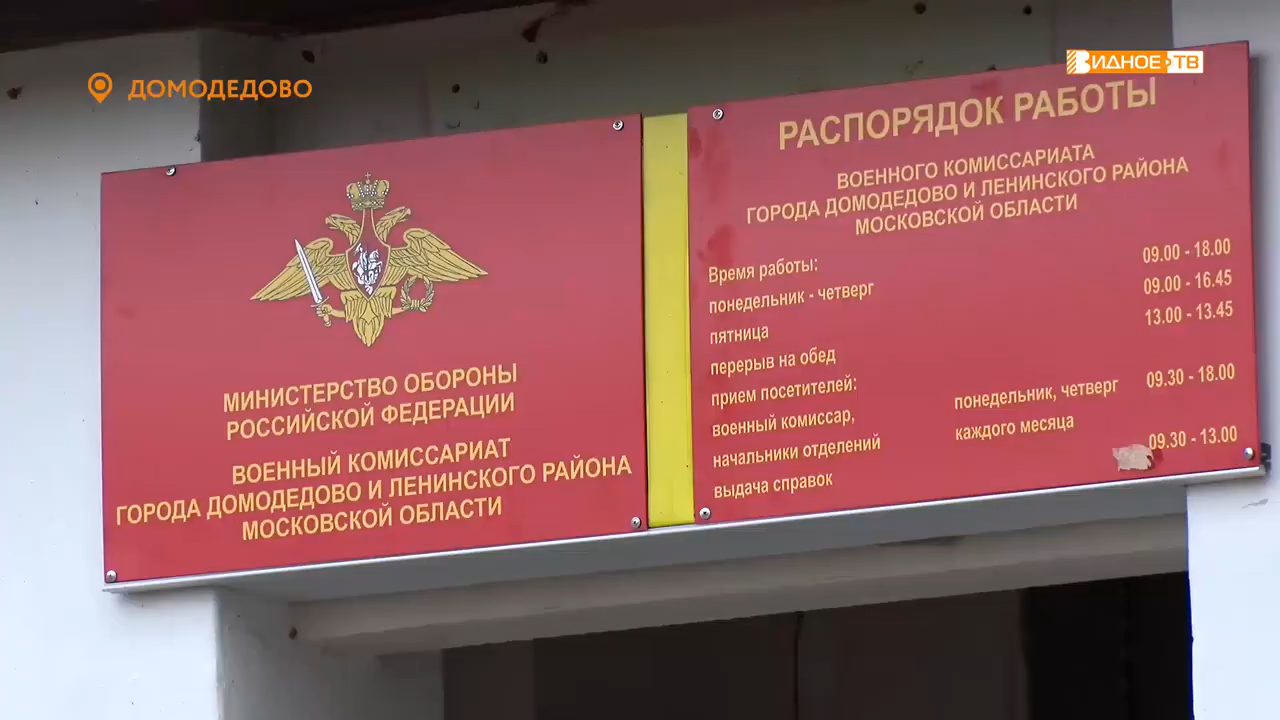 ДОМОДЕДОВО
ВИДНОЕ ТВ
МИНИСТЕРСТВО ОБОРОНЫ
РОССИЙСКОЙ ФЕДЕРАЦИИ
ВОЕННЫЙ КОМИССАРИАТ
ГОРОДА ДОМОДЕДОВО И ЛЕНИНСКОГО РАЙОНА
МОСКОВСКОЙ ОБЛАСТИ
РАСПОРЯДОК РАБОТЫ
ВОЕННОГО КОМИССАРИАТА
ГОРОДА ДОМОДЕДОВО И ЛЕНИНСКОГО РАЙОНА
МОСКОВСКОЙ ОБЛАСТИ
Время работы:
понедельник - четверг 09.00 - 18.00
пятница 09.00 - 16.45
перерыв на обед 13.00 - 13.45
прием посетителей:
военный комиссар, понедельник, четверг 09.30 - 18.00
начальники отделений каждого месяца
выдача справок 09.30 - 13.00